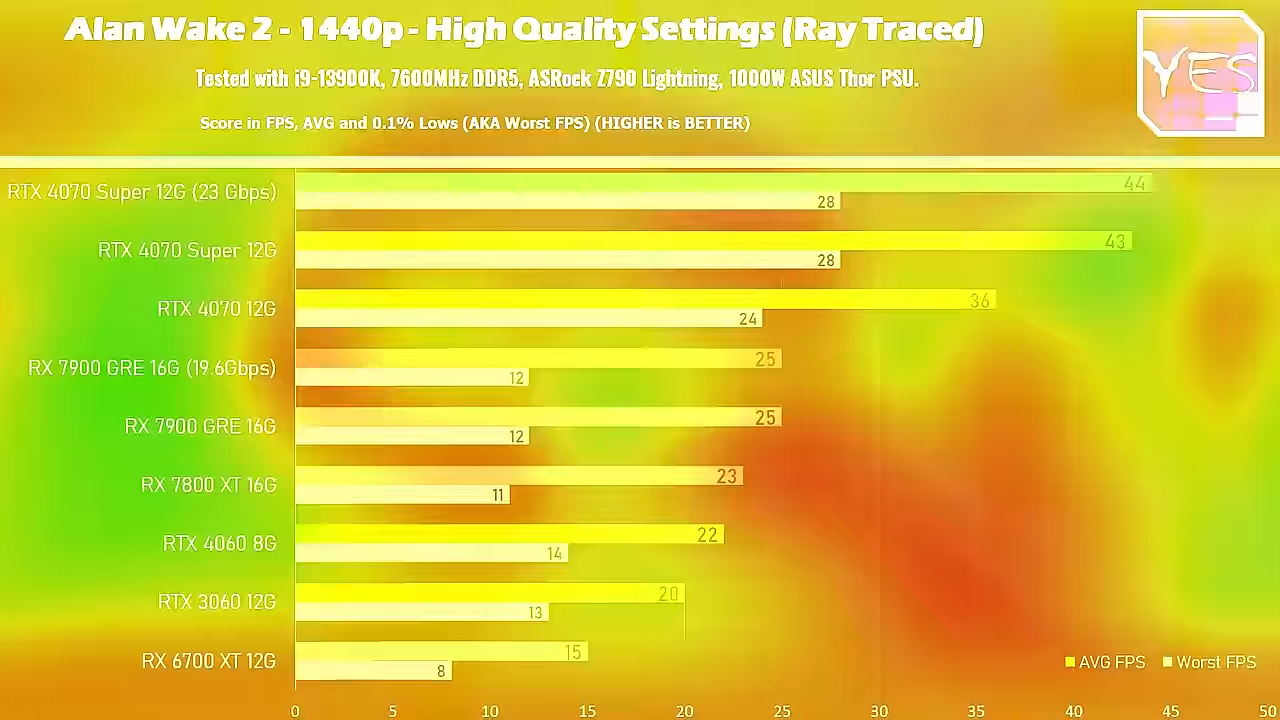 Alan Wake 2 - 1440p - High Quality Settings (Ray Traced)
YES
Tested with i9-13900K, 7600MHz DDR5, ASRock Z790 Lightning, 1000W ASUS Thor PSU.
Score in FPS, AVG and 0.1% Lows (AKA Worst FPS) (HIGHER is BETTER)
RTX 4070 Super 12G (23 Gbps)
44
28
RTX 4070 Super 12G
43
28
RTX 4070 12G
36
24
RX 7900 GRE 16G (19.6Gbps)
25
12
RX 7900 GRE 16G
25
12
RX 7800 XT 16G
23
11
RTX 4060 8G
22
14
RTX 3060 12G
20
13
RX 6700 XT 12G
15
8
AVG FPS Worst FPS
0 5 10 15 20 25 30 35 40 45 50